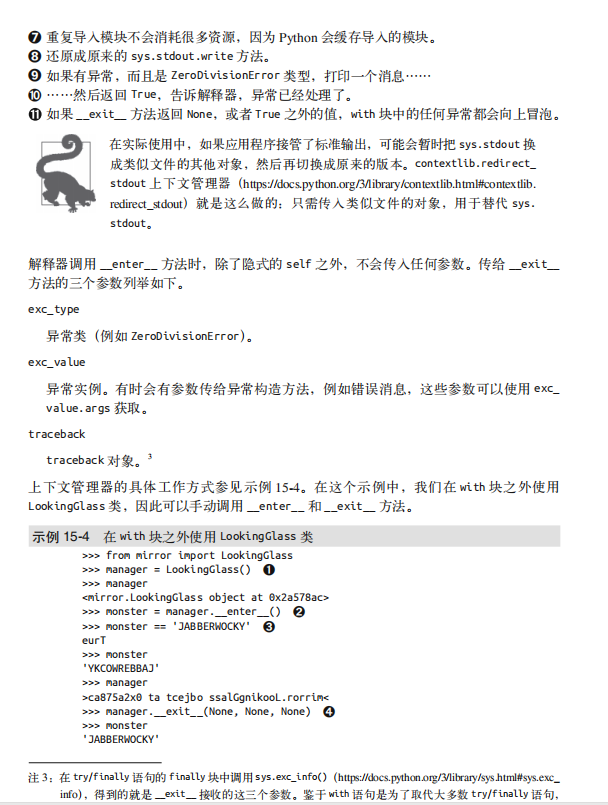 ❼ 重复导入模块不会消耗很多资源，因为 Python 会缓存导入的模块。
❽ 还原成原来的 sys.stdout.write 方法。
❾ 如果有异常，而且是 ZeroDivisionError 类型，打印一个消息……
❿ ……然后返回 True，告诉解释器，异常已经处理了。
⓫ 如果 __exit__ 方法返回 None，或者 True 之外的值，with 块中的任何异常都会向上冒泡。
在实际使用中，如果应用程序接管了标准输出，可能会暂时把 sys.stdout 换
成类似文件的其他对象，然后再切换成原来的版本。contextlib.redirect_
stdout 上下文管理器（https://docs.python.org/3/library/contextlib.html#contextlib.
redirect_stdout）就是这么做的：只需传入类似文件的对象，用于替代 sys.
stdout。
解释器调用 __enter__ 方法时，除了隐式的 self 之外，不会传入任何参数。传给 __exit__
方法的三个参数列举如下。
exc_type
异常类（例如 ZeroDivisionError）。
exc_value
异常实例。有时会有参数传给异常构造方法，例如错误消息，这些参数可以使用 exc_
value.args 获取。
traceback
traceback 对象。3
上下文管理器的具体工作方式参见示例 15-4。在这个示例中，我们在 with 块之外使用
LookingGlass 类，因此可以手动调用 __enter__ 和 __exit__ 方法。
示例 15-4 在 with 块之外使用 LookingGlass 类
>>> from mirror import LookingGlass
>>> manager = LookingGlass() ❶
>>> manager
<mirror.LookingGlass object at 0x2a578ac>
>>> monster = manager.__enter__() ❷
>>> monster == 'JABBERWOCKY' ❸
eurT
>>> monster
'YKCOWREBBAJ'
>>> manager
>ca875a2x0 ta tcejbo ssalGgnikooL.rorrim<
>>> manager.__exit__(None, None, None) ❹
>>> monster
'JABBERWOCKY'
注 3：在 try/finally 语句的 finally 块中调用 sys.exc_info()（https://docs.python.org/3/library/sys.html#sys.exc_
info），得到的就是 __exit__ 接收的这三个参数。鉴于 with 语句是为了取代大多数 try/finally 语句，